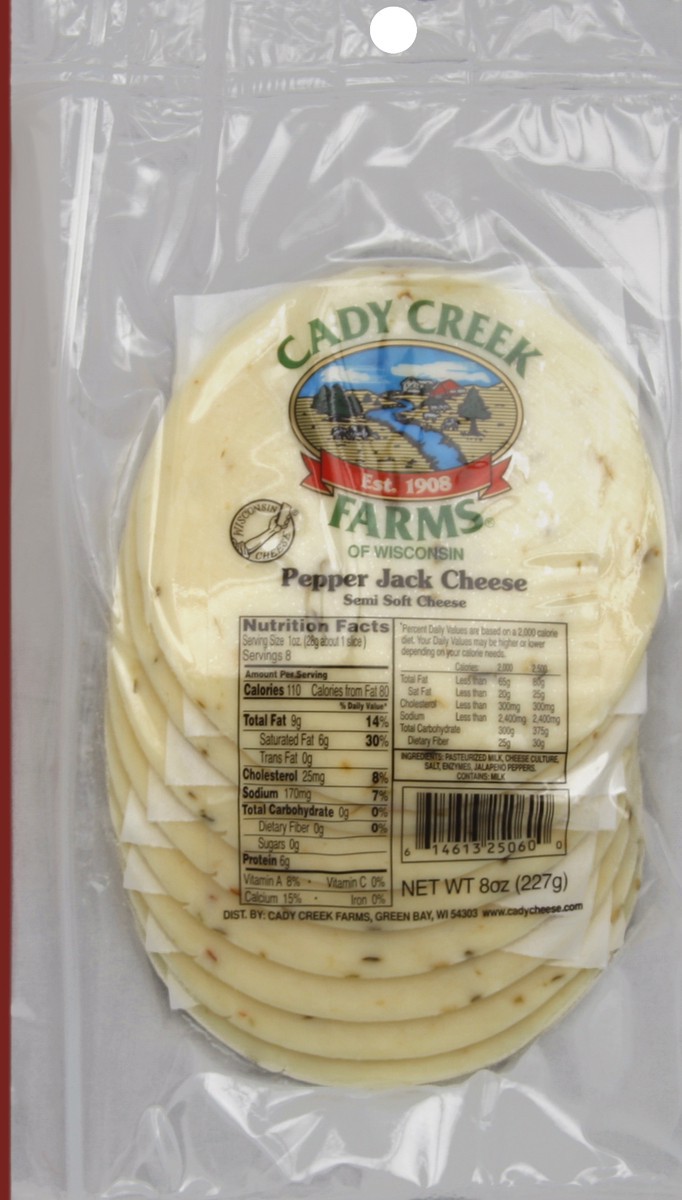 CADY CREEK
Est. 1908
FARMS®
OF WISCONSIN
WISCONSIN
CHEESE
Pepper Jack Cheese
Semi Soft Cheese
Nutrition Facts
Serving Size 1oz. (28g about 1 slice)
Servings 8
Amount Per Serving
Calories 110 Calories from Fat 80
% Daily Value*
Total Fat 9g 14%
Saturated Fat 6g 30%
Trans Fat 0g
Cholesterol 25mg 8%
Sodium 170mg 7%
Total Carbohydrate 0g 0%
Dietary Fiber 0g 0%
Sugars 0g
Protein 6g
Vitamin A 8% • Vitamin C 0%
Calcium 15% • Iron 0%
*Percent Daily Values are based on a 2,000 calorie
diet. Your Daily Values may be higher or lower
depending on your calorie needs.
Calories 2,000 2,500
Total Fat Less than 65g 80g
Sat Fat Less than 20g 25g
Cholesterol Less than 300mg 300mg
Sodium Less than 2,400mg 2,400mg
Total Carbohydrate 300g 375g
Dietary Fiber 25g 30g
INGREDIENTS: PASTEURIZED MILK, CHEESE CULTURE,
SALT, ENZYMES, JALAPENO PEPPERS.
CONTAINS: MILK
6 14613 25060 0
NET WT 8oz (227g)
DIST. BY: CADY CREEK FARMS, GREEN BAY, WI 54303 www.cadycheese.com